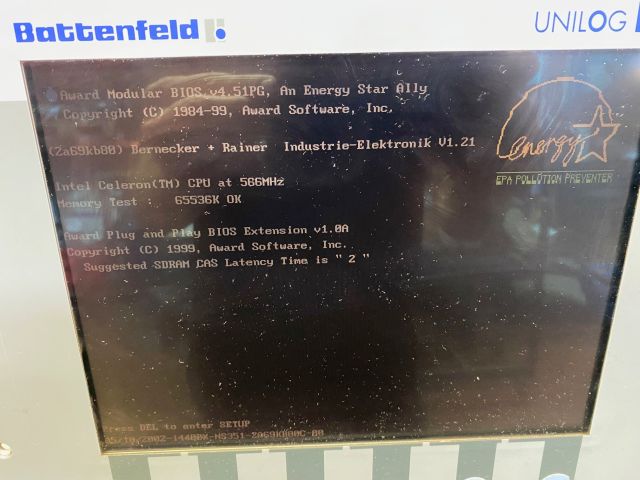 Battenfeld
UNILOG
Award Modular BIOS v4.51PG, An Energy Star Ally
Copyright (C) 1984-99, Award Software, Inc.
energy
EPA POLLUTION PREVENTER
(2a69kb80) Bernecker + Rainer Industrie-Elektronik V1.21
Intel Celeron(TM) CPU at 566MHz
Memory Test : 65536K OK
Award Plug and Play BIOS Extension v1.0A
Copyright (C) 1999, Award Software, Inc.
Suggested SDRAM CAS Latency Time is " 2 "
Press DEL to enter SETUP